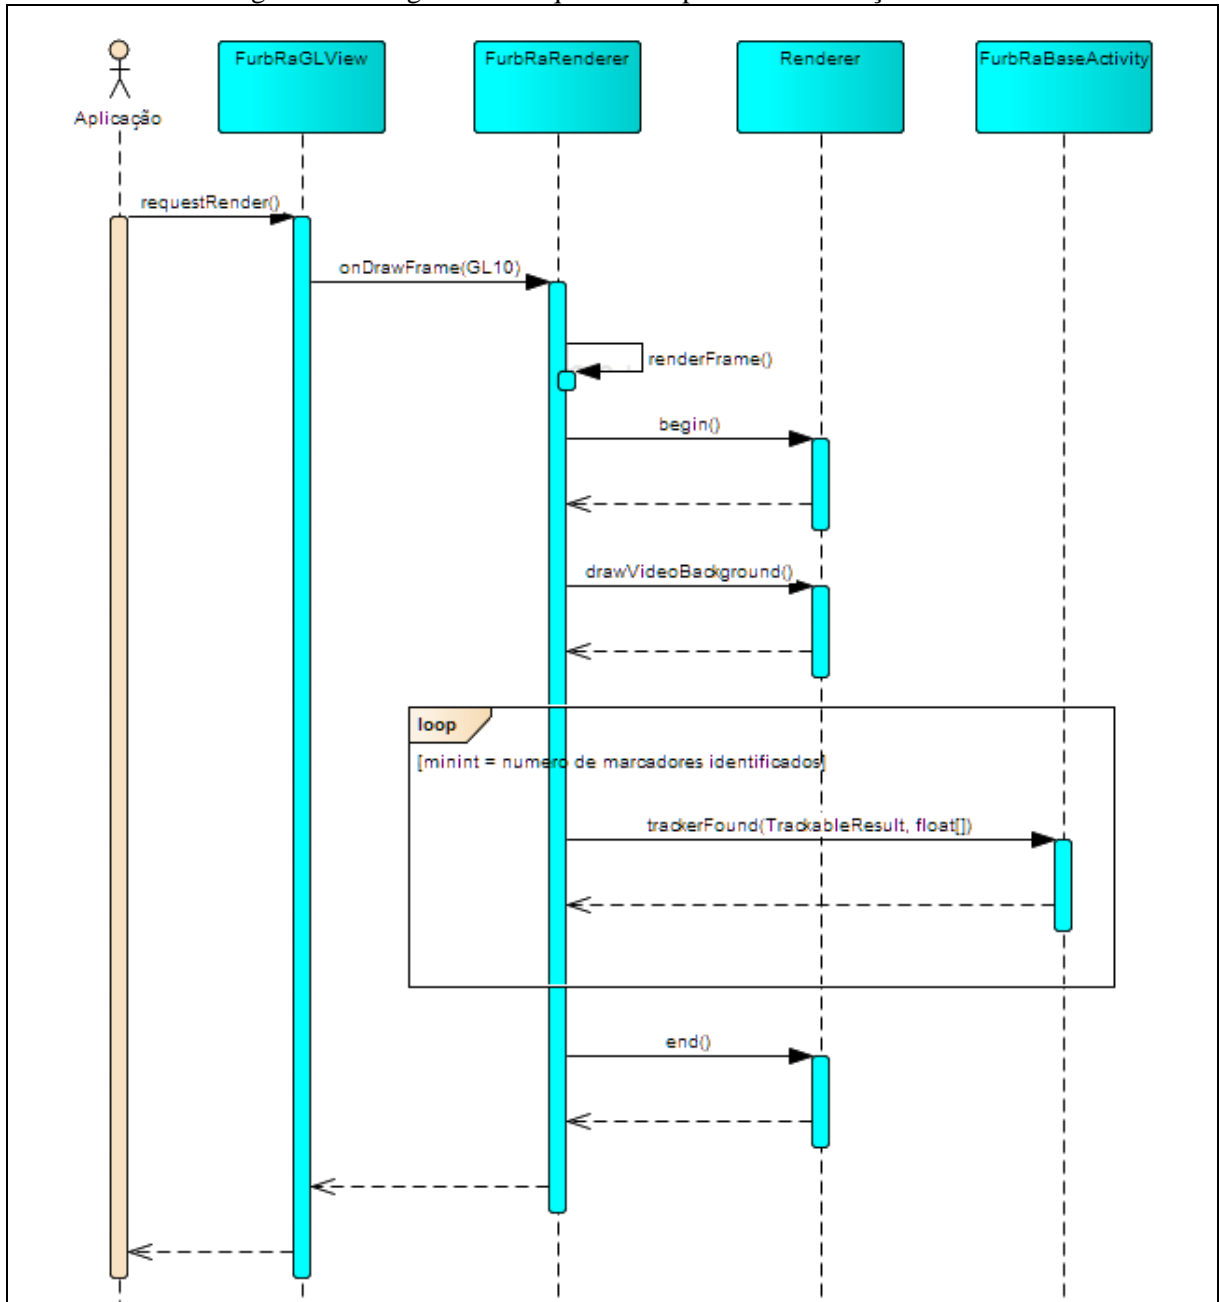 FurbRaGLView
FurbRaRenderer
Renderer
FurbRaBaseActivity
Aplicação
requestRender()
onDrawFrame(GL10)
renderFrame()
begin()
drawVideoBackground()
loop
[minint = numero de marcadores identificados]
trackerFound(TrackableResult, float[])
end()